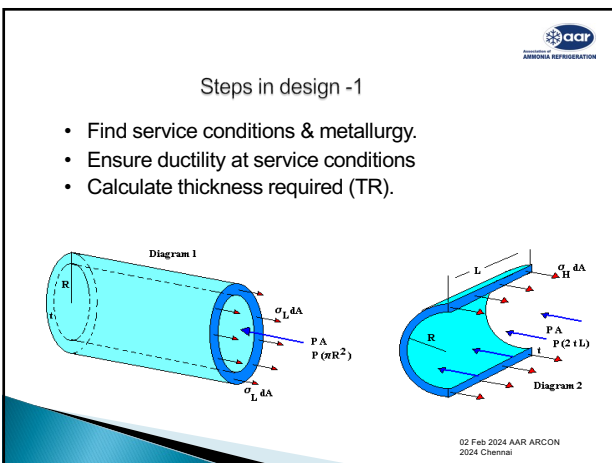 aar
Association of
AMMONIA REFRIGERATION
Steps in design -1
• Find service conditions & metallurgy.
• Ensure ductility at service conditions
• Calculate thickness required (TR).
Diagram 1
R
t
σL dA
P A
P (πR²)
σL dA
L
σH dA
R
P A
P (2 t L)
t
Diagram 2
02 Feb 2024 AAR ARCON
2024 Chennai